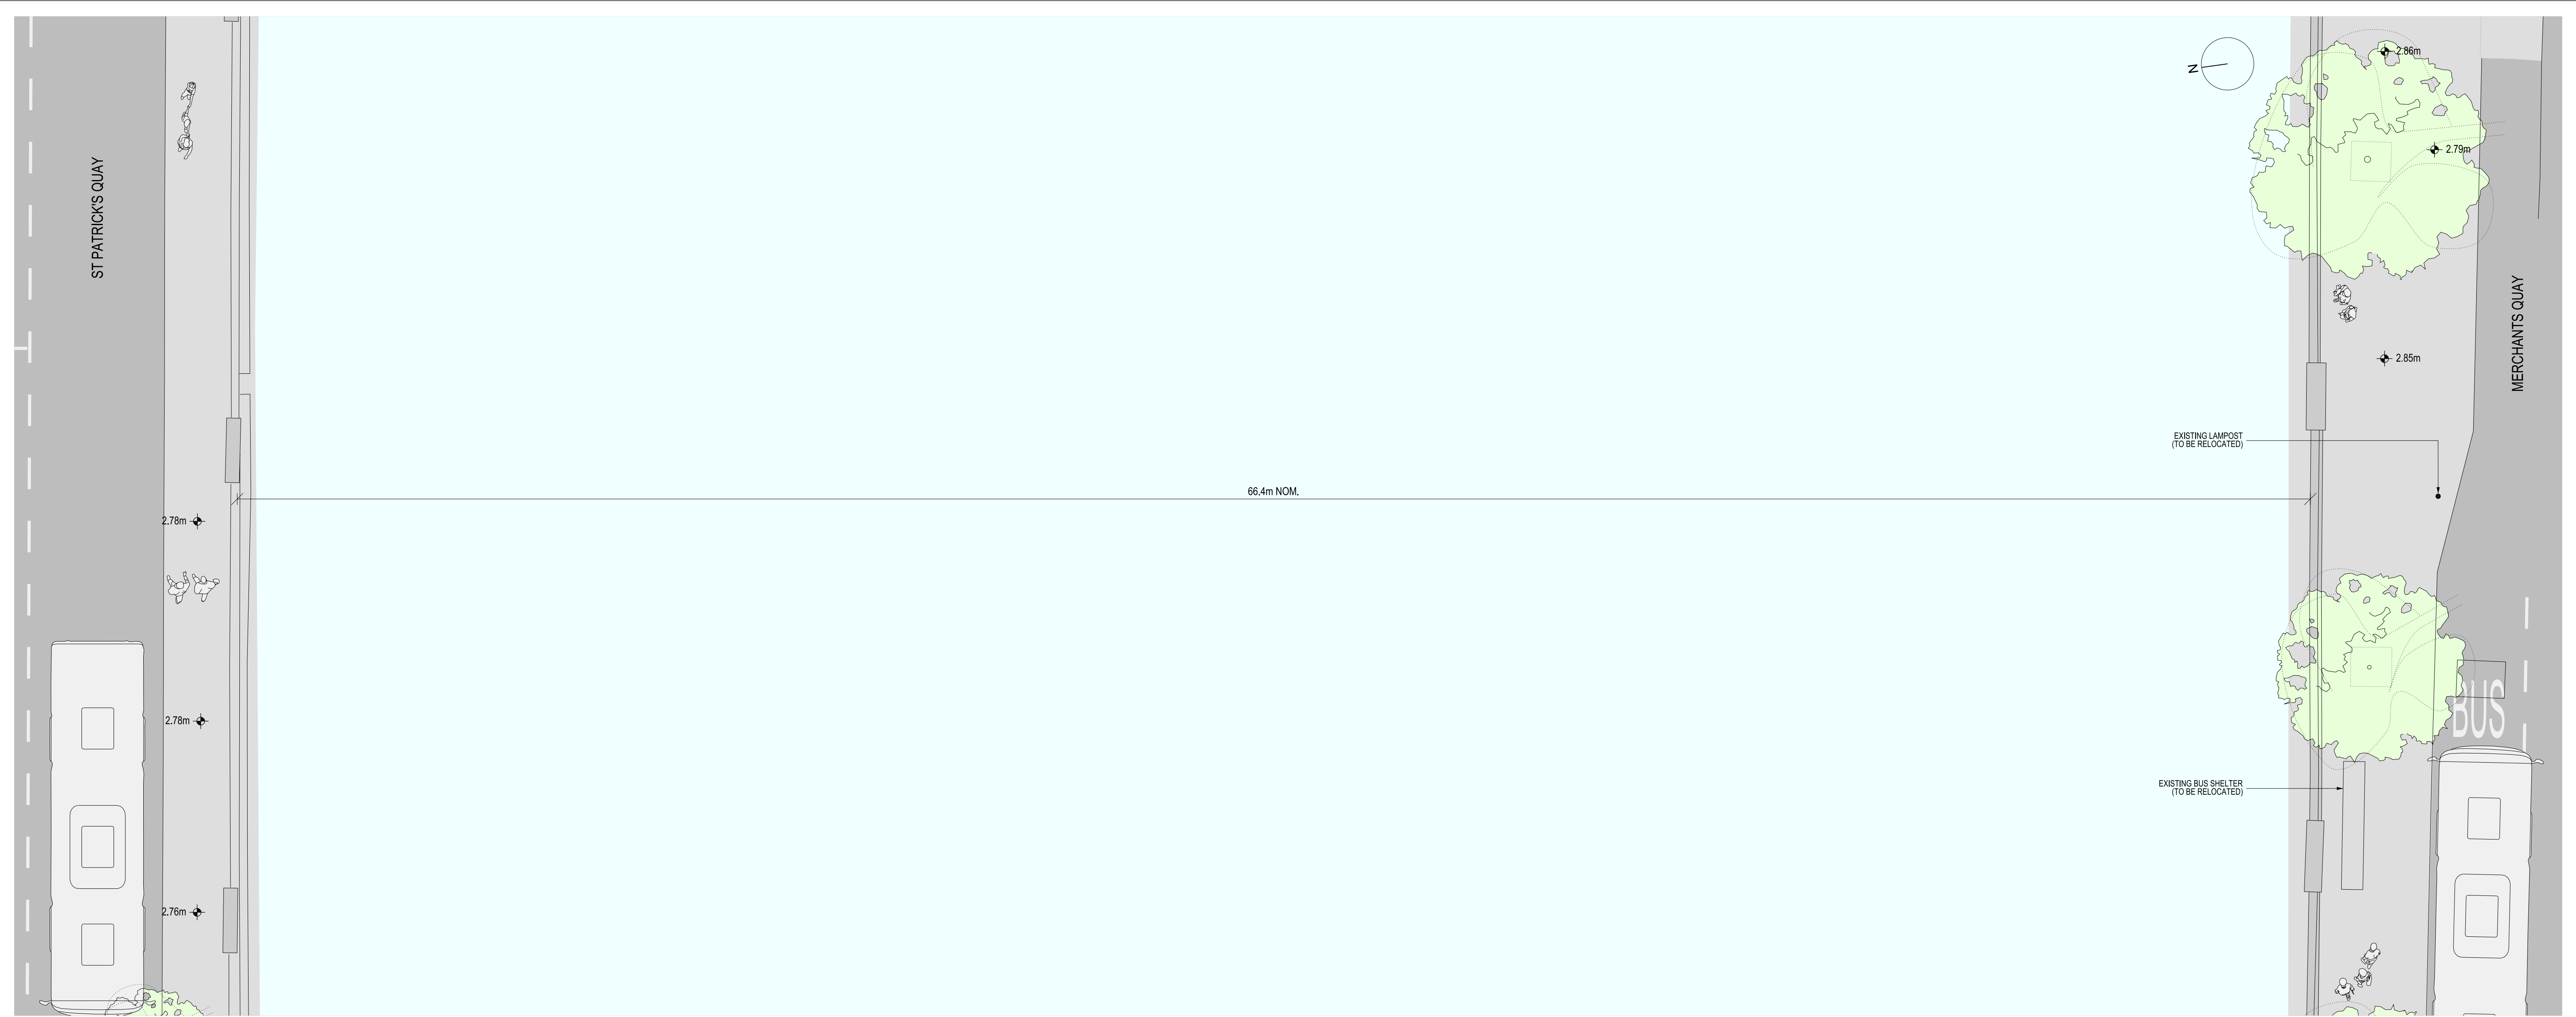 2.86m
N
2.79m
ST PATRICK'S QUAY
MERCHANTS QUAY
2.85m
EXISTING LAMPOST
(TO BE RELOCATED)
66.4m NOM.
2.78m
BUS
2.78m
EXISTING BUS SHELTER
(TO BE RELOCATED)
2.76m